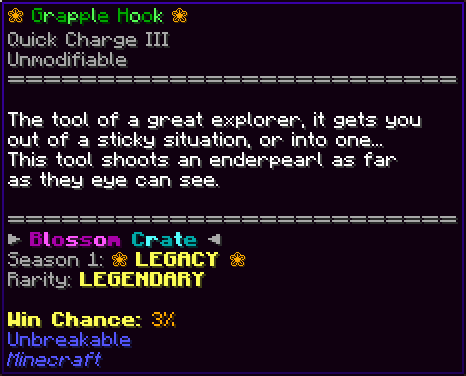 ❀ Grapple Hook ❀
Quick Charge III
Unmodifiable
==============================
The tool of a great explorer, it gets you
out of a sticky situation, or into one...
This tool shoots an enderpearl as far
as they eye can see.
==============================
► Blossom Crate ◄
Season 1: ❀ LEGACY ❀
Rarity: LEGENDARY
Win Chance: 3%
Unbreakable
Minecraft